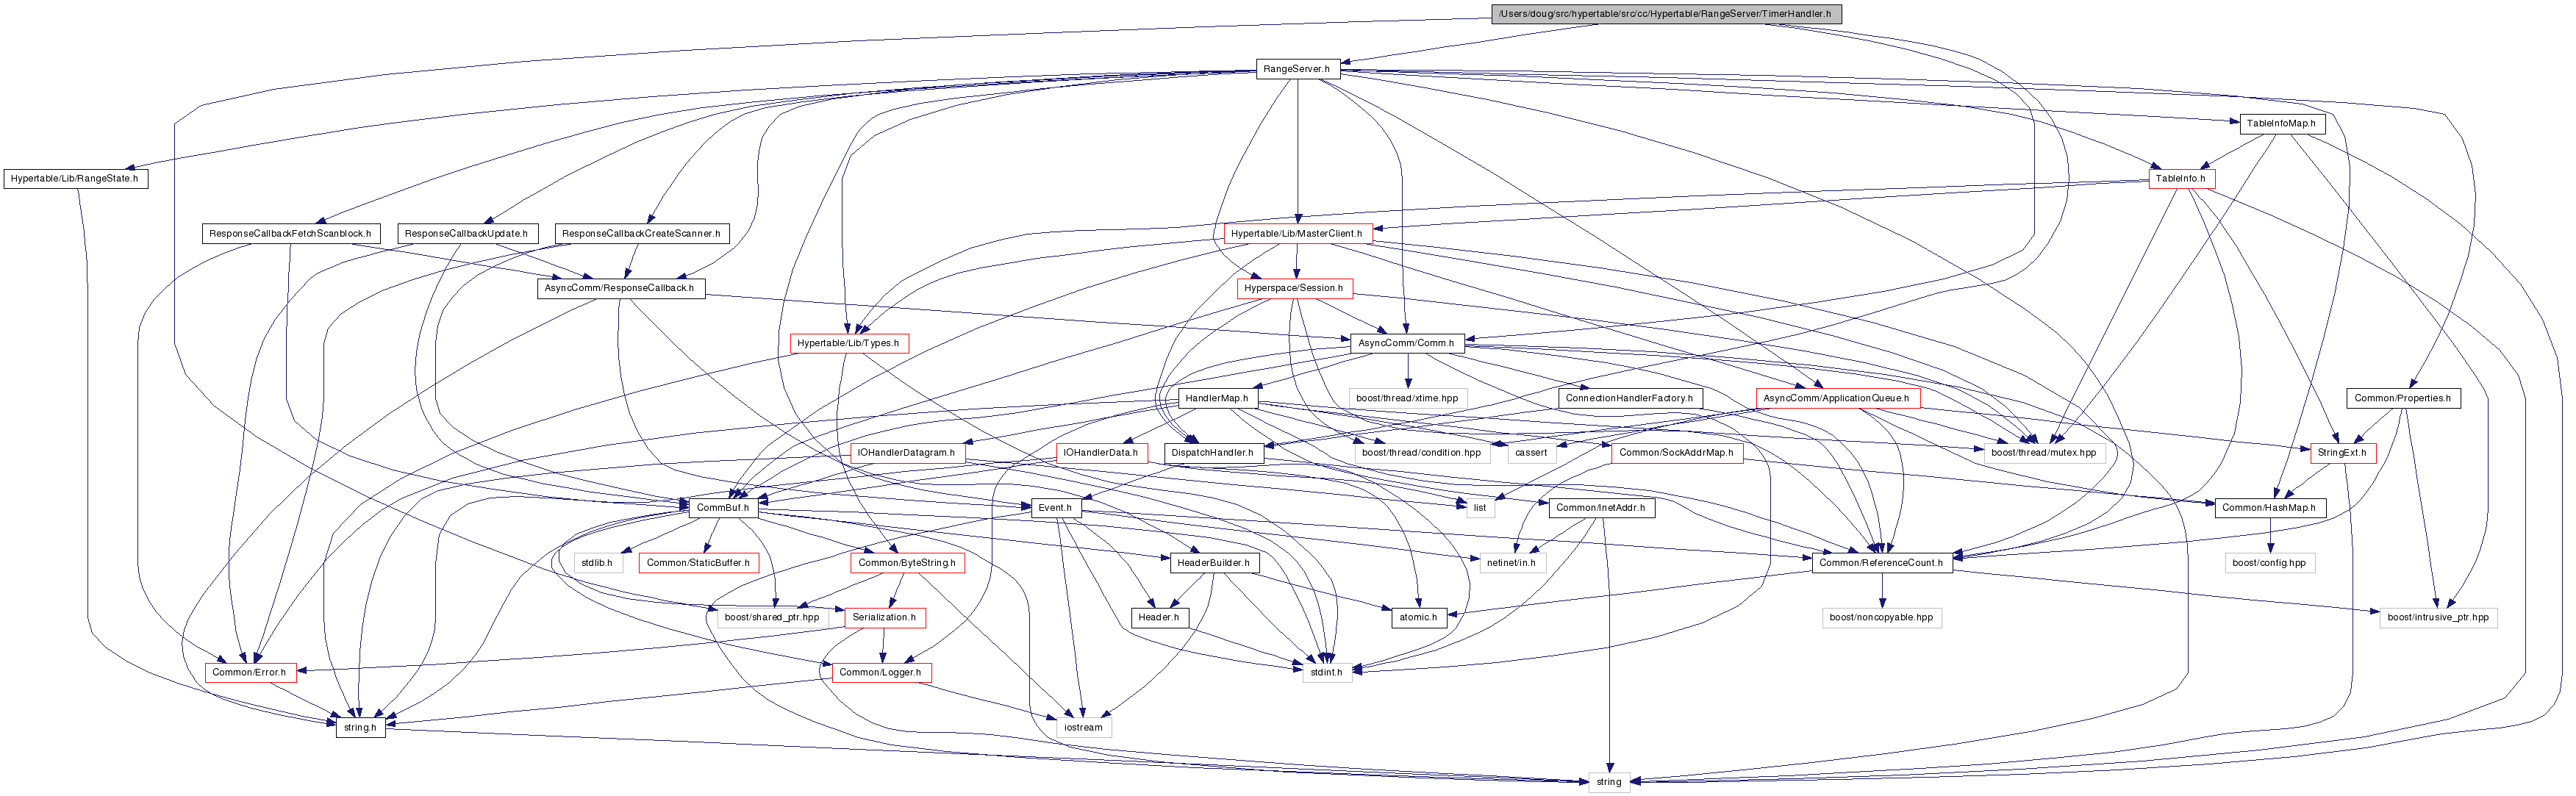 /Users/doug/src/hypertable/src/cc/Hypertable/RangeServer/TimerHandler.h
RangeServer.h
TableInfoMap.h
Hypertable/Lib/RangeState.h
TableInfo.h
ResponseCallbackFetchScanblock.h
ResponseCallbackUpdate.h
ResponseCallbackCreateScanner.h
Hypertable/Lib/MasterClient.h
AsyncComm/ResponseCallback.h
Hyperspace/Session.h
Hypertable/Lib/Types.h
AsyncComm/Comm.h
HandlerMap.h
boost/thread/xtime.hpp
ConnectionHandlerFactory.h
AsyncComm/ApplicationQueue.h
Common/Properties.h
IOHandlerDatagram.h
IOHandlerData.h
DispatchHandler.h
boost/thread/condition.hpp
cassert
Common/SockAddrMap.h
boost/thread/mutex.hpp
StringExt.h
CommBuf.h
Event.h
list
Common/InetAddr.h
Common/HashMap.h
stdlib.h
Common/StaticBuffer.h
Common/ByteString.h
HeaderBuilder.h
netinet/in.h
Common/ReferenceCount.h
boost/config.hpp
boost/shared_ptr.hpp
Serialization.h
Header.h
atomic.h
boost/noncopyable.hpp
boost/intrusive_ptr.hpp
Common/Error.h
Common/Logger.h
stdint.h
string.h
iostream
string